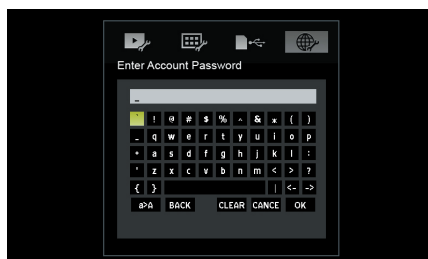 Enter Account Password
_
` ! @ # $ % ^ & * ( )
_ q w e r t y u i o p
* a s d f g h j k l :
' z x c v b n m < > ?
{ } | <- ->
a>A BACK CLEAR CANCE OK